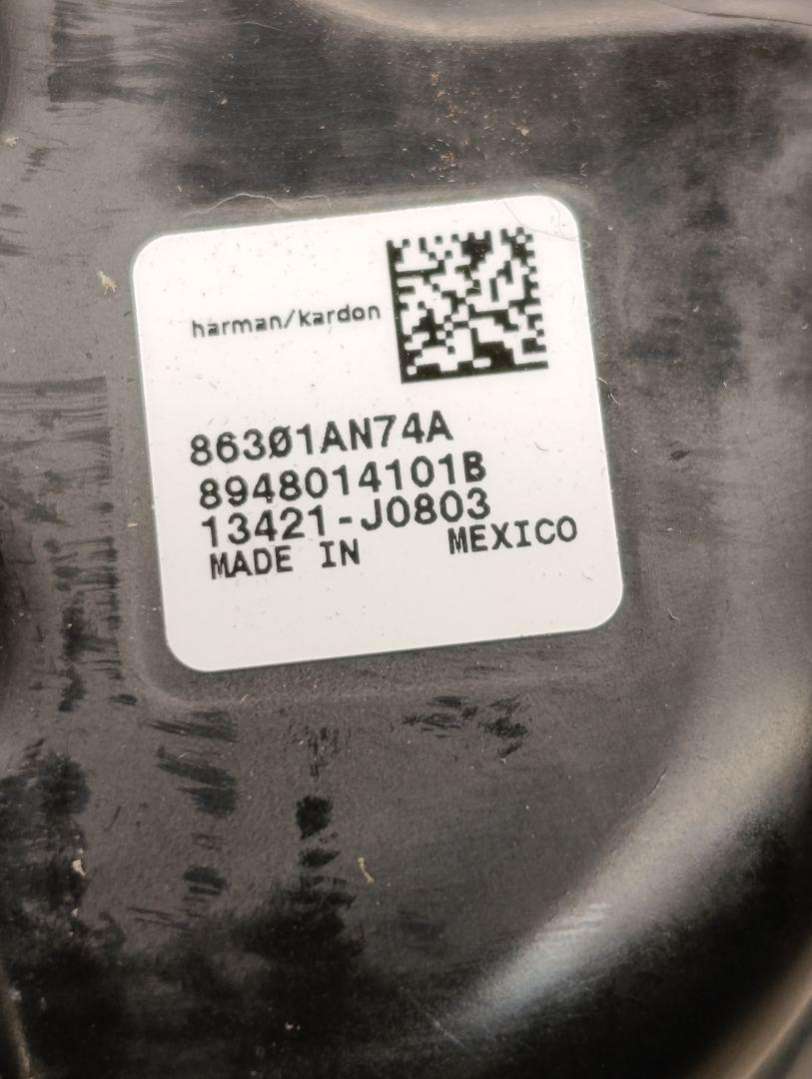 harman/kardon
86301AN74A
8948014101B
13421-J0803
MADE IN MEXICO